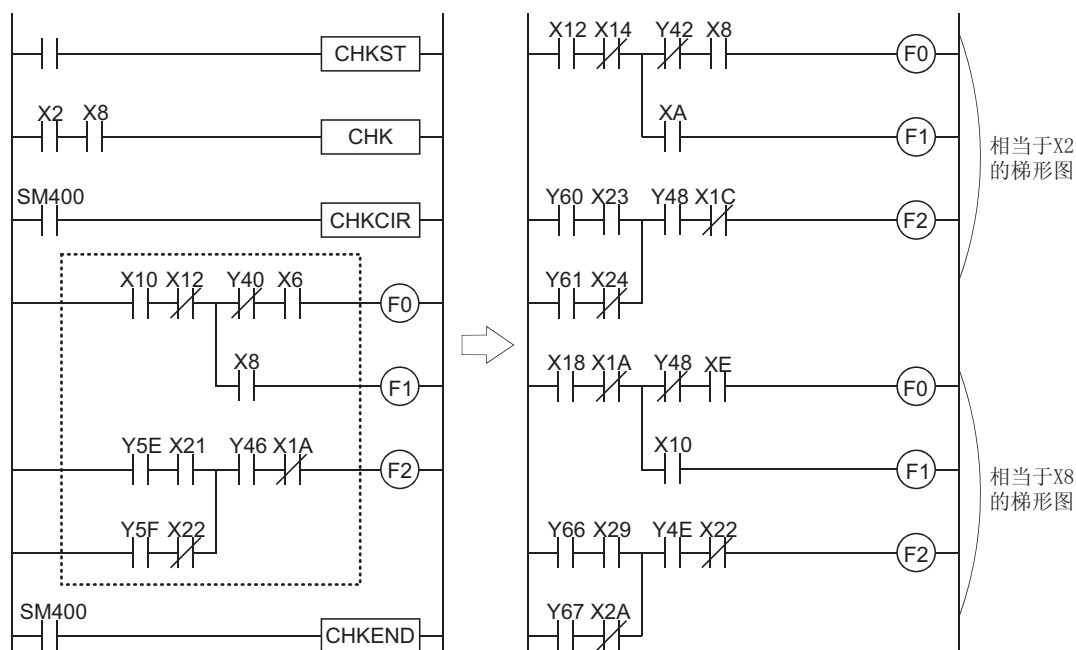 CHKST
X2 X8
CHK
SM400
CHKCIR
X10 X12 Y40 X6
F0
X8
F1
Y5E X21 Y46 X1A
F2
Y5F X22
SM400
CHKEND
X12 X14 Y42 X8
F0
XA
F1
Y60 X23 Y48 X1C
F2
Y61 X24
相当于X2
的梯形图
X18 X1A Y48 XE
F0
X10
F1
Y66 X29 Y4E X22
F2
Y67 X2A
相当于X8
的梯形图